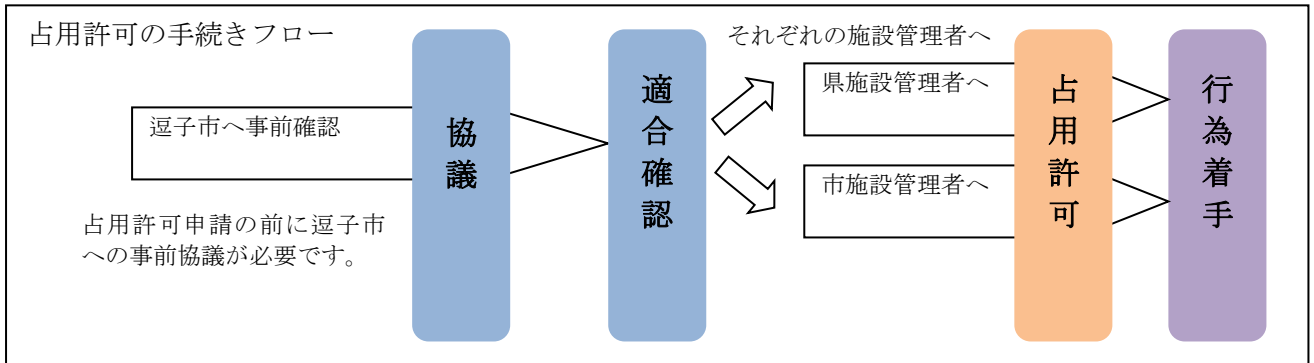 占用許可の手続きフロー
逗子市へ事前確認
占用許可申請の前に逗子市
への事前協議が必要です。
協議
適合確認
それぞれの施設管理者へ
県施設管理者へ
市施設管理者へ
占用許可
行為着手